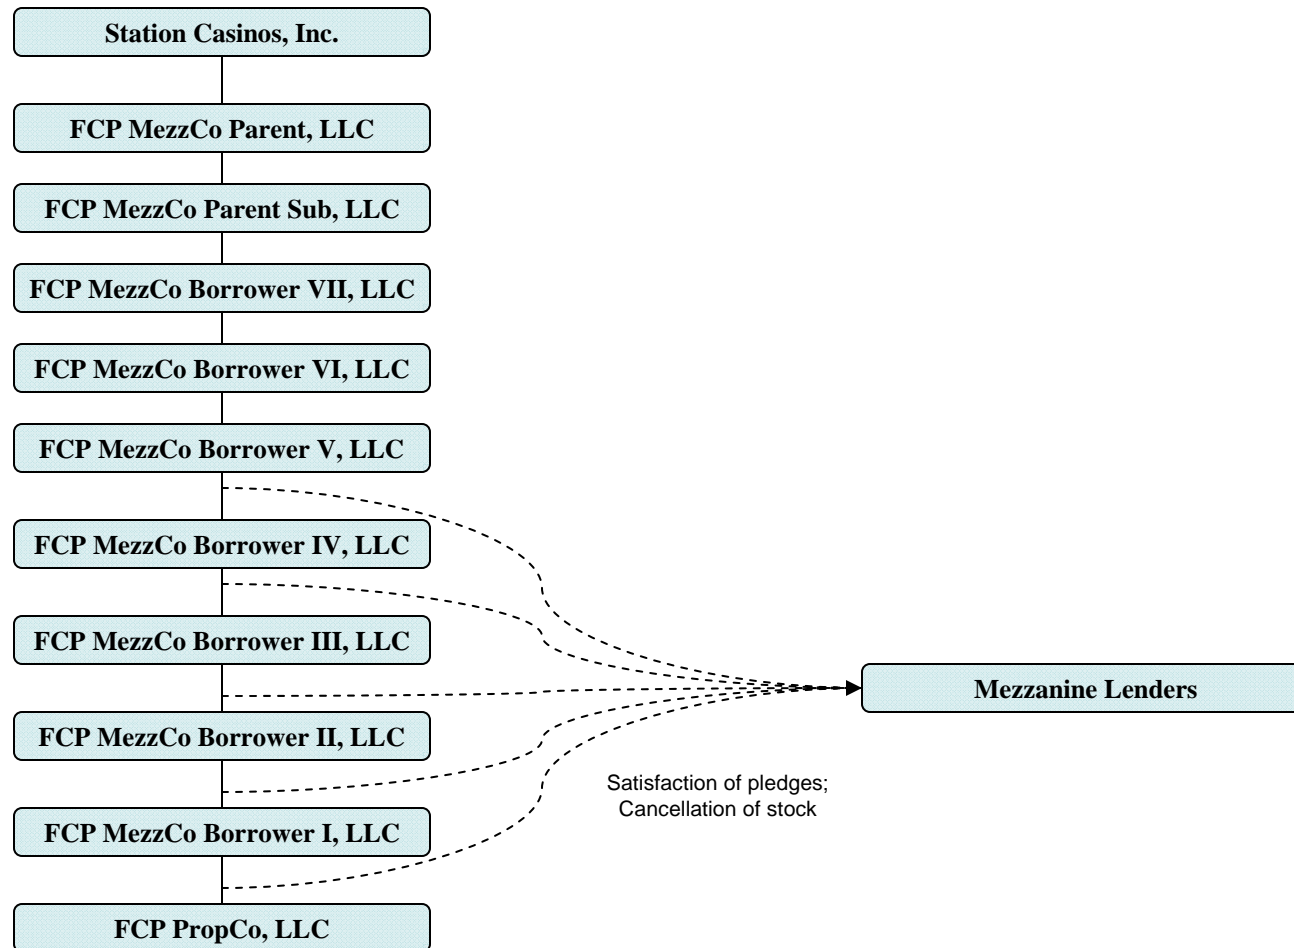 Station Casinos, Inc.
FCP MezzCo Parent, LLC
FCP MezzCo Parent Sub, LLC
FCP MezzCo Borrower VII, LLC
FCP MezzCo Borrower VI, LLC
FCP MezzCo Borrower V, LLC
FCP MezzCo Borrower IV, LLC
FCP MezzCo Borrower III, LLC
Mezzanine Lenders
FCP MezzCo Borrower II, LLC
Satisfaction of pledges;
Cancellation of stock
FCP MezzCo Borrower I, LLC
FCP PropCo, LLC